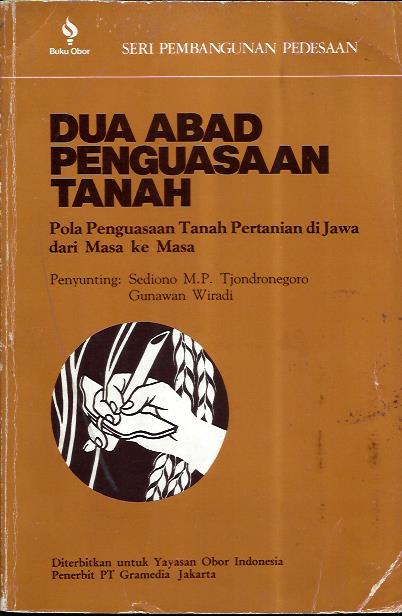 Buku Obor
SERI PEMBANGUNAN PEDESAAN
DUA ABAD
PENGUASAAN
TANAH
Pola Penguasaan Tanah Pertanian di Jawa
dari Masa ke Masa
Penyunting: Sediono M.P. Tjondronegoro
Gunawan Wiradi
Diterbitkan untuk Yayasan Obor Indonesia
Penerbit PT Gramedia Jakarta